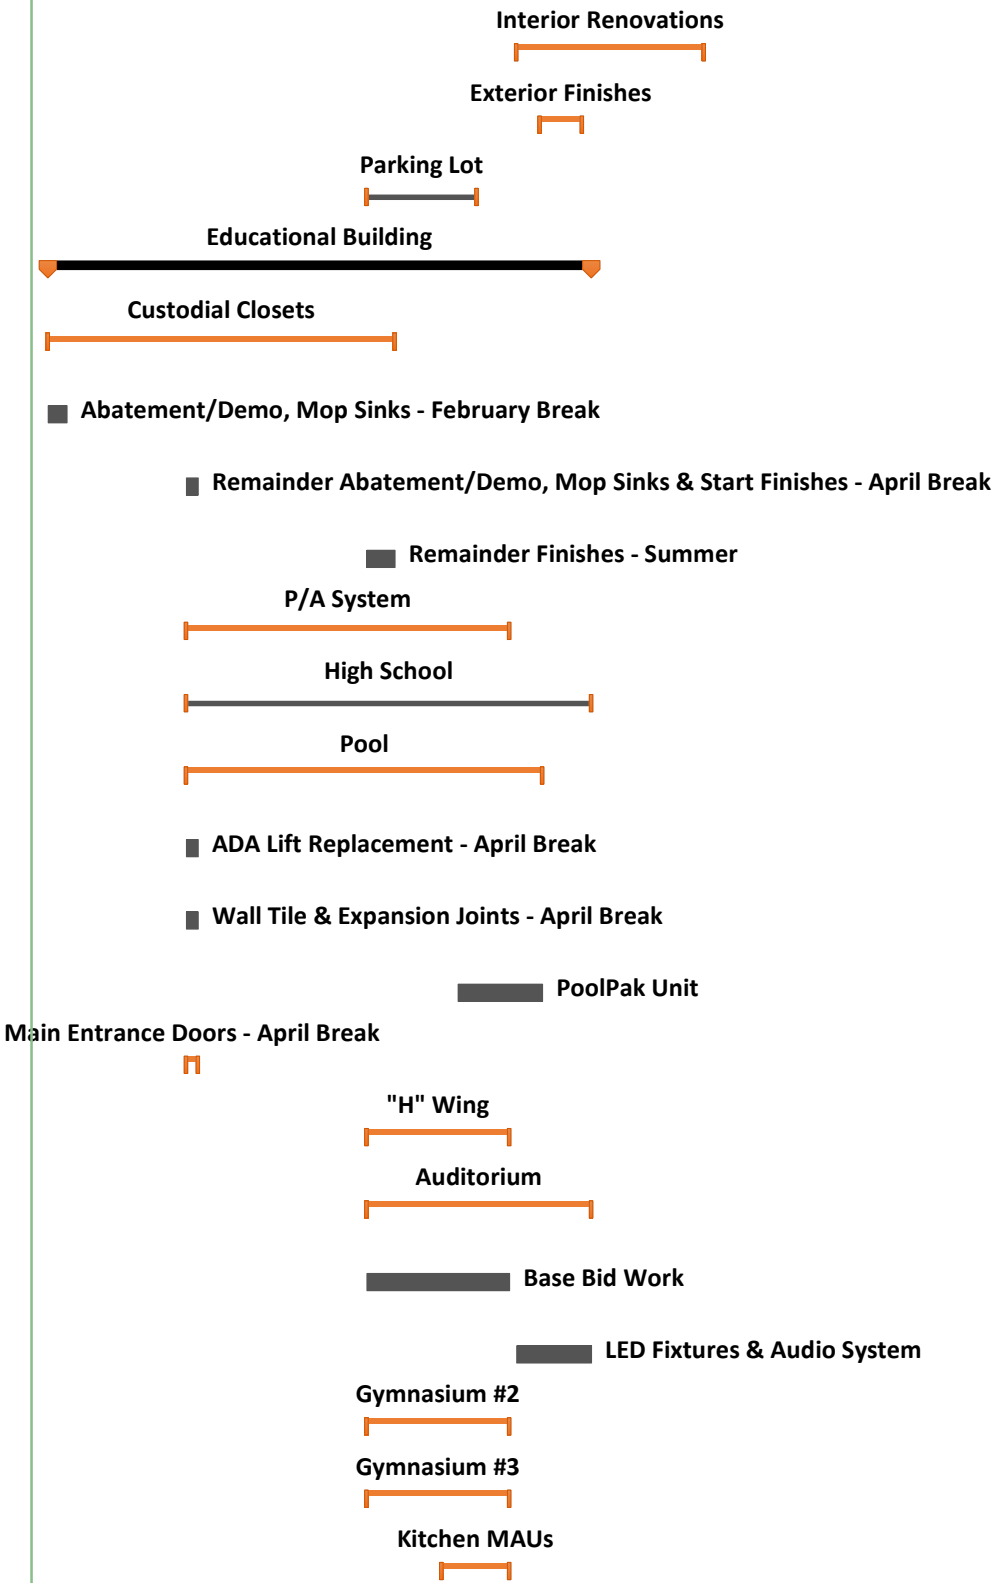 Interior Renovations
Exterior Finishes
Parking Lot
Educational Building
Custodial Closets
Abatement/Demo, Mop Sinks - February Break
Remainder Abatement/Demo, Mop Sinks & Start Finishes - April Break
Remainder Finishes - Summer
P/A System
High School
Pool
ADA Lift Replacement - April Break
Wall Tile & Expansion Joints - April Break
PoolPak Unit
Main Entrance Doors - April Break
"H" Wing
Auditorium
Base Bid Work
LED Fixtures & Audio System
Gymnasium #2
Gymnasium #3
Kitchen MAUs